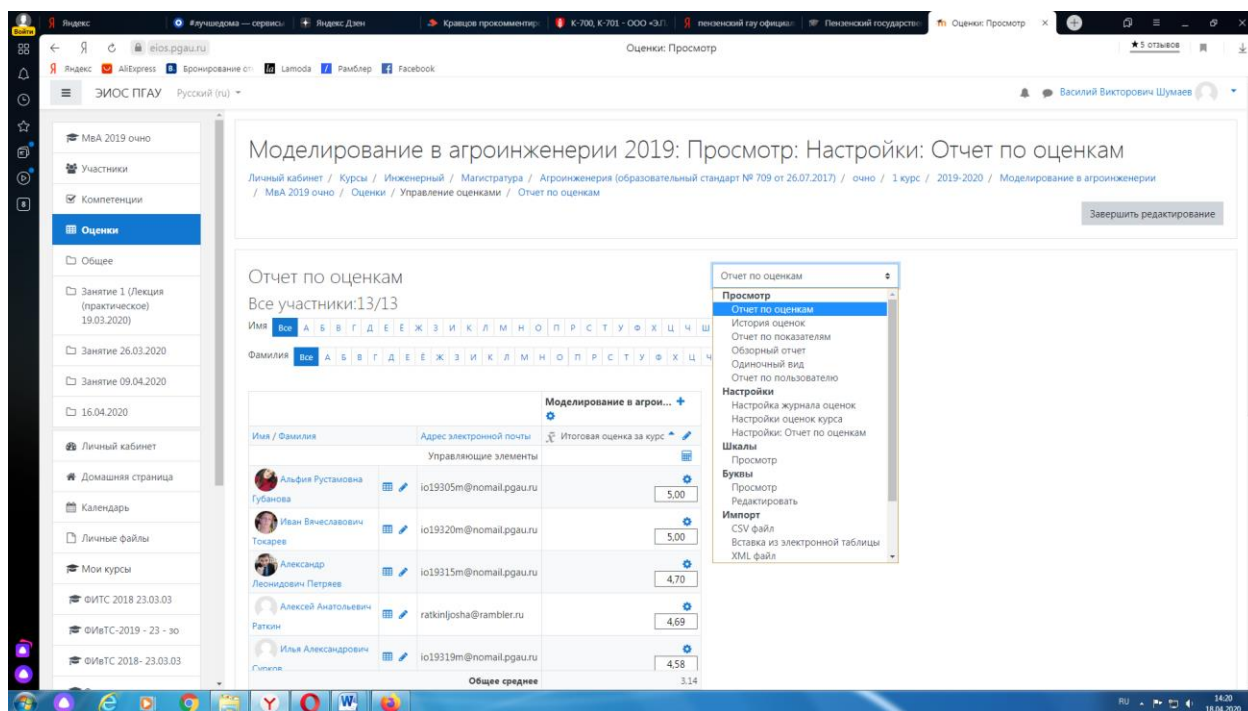 Войти
Яндекс
#лучшедома — сервисы
Яндекс.Дзен
Кравцов прокомментир
К-700, К-701 - ООО «ЭЛ
пензенский гау официал
Пензенский государстве
Оценки: Просмотр
eios.pgau.ru
Оценки: Просмотр
★5 отзывов
Яндекс
AliExpress
Бронирование от
Lamoda
Рамблер
Facebook
ЭИОС ПГАУ
Русский (ru)
Василий Викторович Шумаев
МвА 2019 очно
Участники
Компетенции
Оценки
Общее
Занятие 1 (Лекция
(практическое)
19.03.2020)
Занятие 26.03.2020
Занятие 09.04.2020
16.04.2020
Личный кабинет
Домашняя страница
Календарь
Личные файлы
Мои курсы
ФИТС 2018 23.03.03
ФИвТС-2019 - 23 - зо
ФИвТС 2018- 23.03.03
Моделирование в агроинженерии 2019: Просмотр: Настройки: Отчет по оценкам
Личный кабинет / Курсы / Инженерный / Магистратура / Агроинженерия (образовательный стандарт № 709 от 26.07.2017) / очно / 1 курс / 2019-2020 / Моделирование в агроинженерии
/ МвА 2019 очно / Оценки / Управление оценками / Отчет по оценкам
Завершить редактирование
Отчет по оценкам
Все участники:13/13
Имя Все А Б В Г Д Е Ё Ж З И К Л М Н О П Р С Т У Ф Х Ц Ч Ш
Фамилия Все А Б В Г Д Е Ё Ж З И К Л М Н О П Р С Т У Ф Х Ц Ч
Моделирование в агрои...
Имя / Фамилия
Адрес электронной почты
Итоговая оценка за курс
Управляющие элементы
Альфия Рустамовна
Губанова
io19305m@nomail.pgau.ru
5,00
Иван Вячеславович
Токарев
io19320m@nomail.pgau.ru
5,00
Александр
Леонидович Петряев
io19315m@nomail.pgau.ru
4,70
Алексей Анатольевич
Раткин
ratkinljosha@rambler.ru
4,69
Илья Александрович
Сурков
io19319m@nomail.pgau.ru
4,58
Общее среднее
3,14
Отчет по оценкам
Просмотр
Отчет по оценкам
История оценок
Отчет по показателям
Обзорный отчет
Одиночный вид
Отчет по пользователю
Настройки
Настройка журнала оценок
Настройки оценок курса
Настройки: Отчет по оценкам
Шкалы
Просмотр
Буквы
Просмотр
Редактировать
Импорт
CSV файл
Вставка из электронной таблицы
XML файл
RU
14:20
18.04.2020